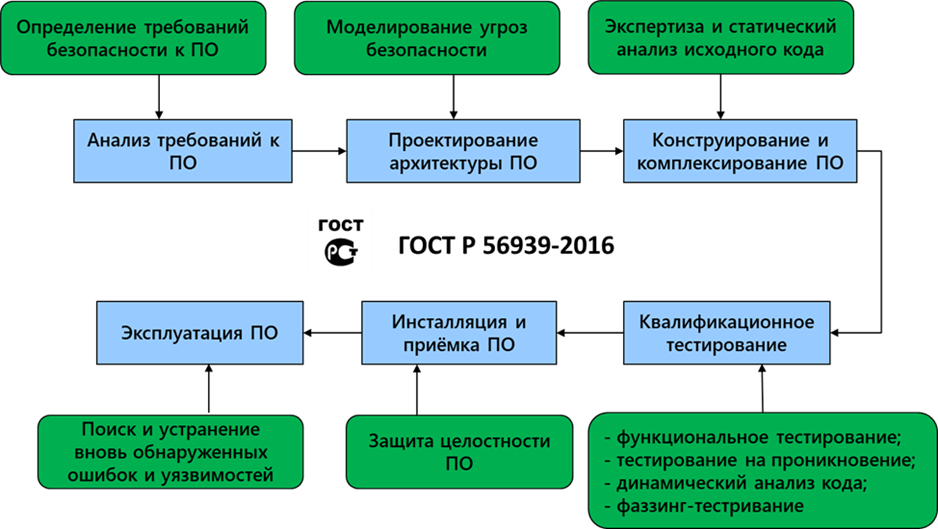 Определение требований
безопасности к ПО
Моделирование угроз
безопасности
Экспертиза и статический
анализ исходного кода
Анализ требований к
ПО
Проектирование
архитектуры ПО
Конструирование и
комплексирование ПО
ГОСТ
РСТ
ГОСТ Р 56939-2016
Эксплуатация ПО
Инсталляция и
приёмка ПО
Квалификационное
тестирование
Поиск и устранение
вновь обнаруженных
ошибок и уязвимостей
Защита целостности
ПО
- функциональное тестирование;
- тестирование на проникновение;
- динамический анализ кода;
- фаззинг-тестривание